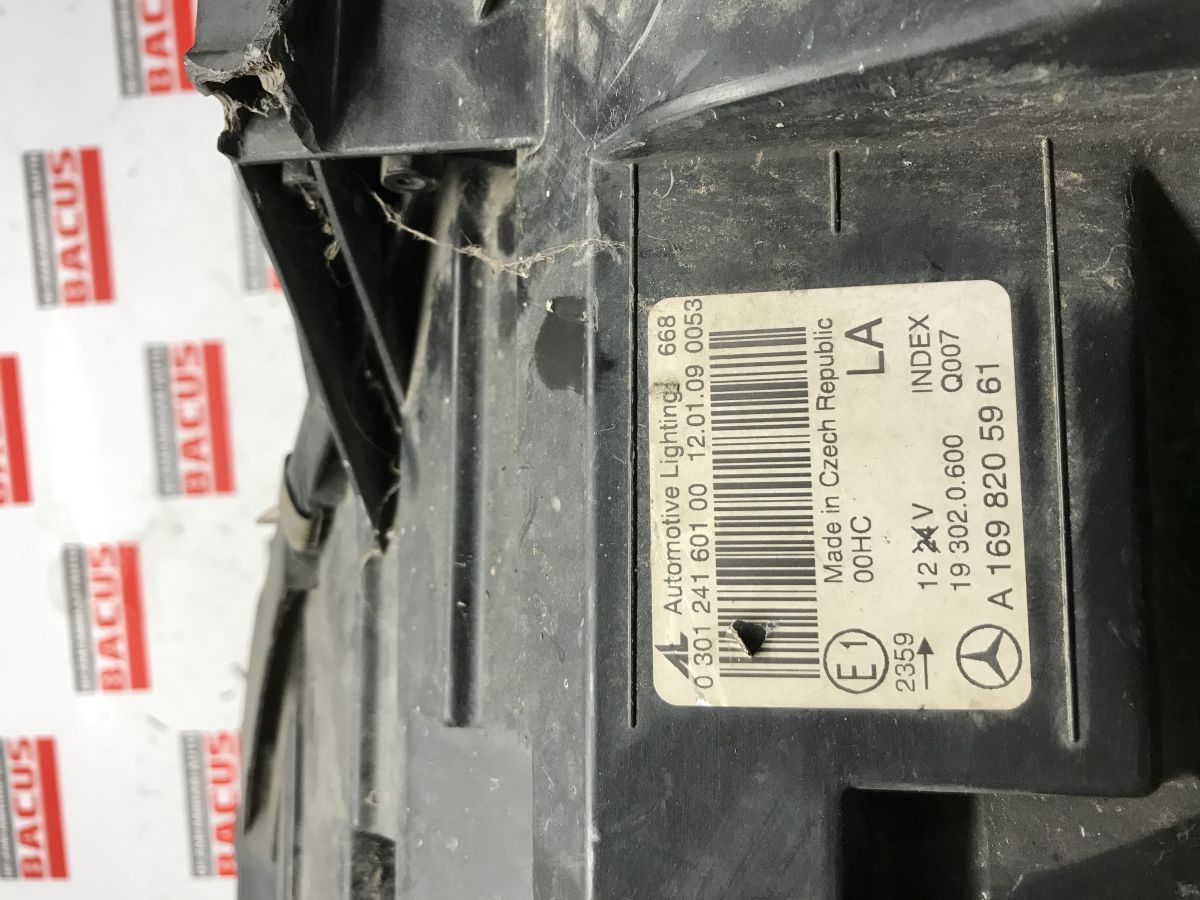 AL Automotive Lighting 668
0 301 241 601 00 12.01.09 0053
Made in Czech Republic
E1 00HC LA
2359
12 24 V INDEX
19 302.0.600 Q007
A 169 820 59 61
BACUS
BACUS
BACUS
BACUS
BACUS
BACUS
BACUS